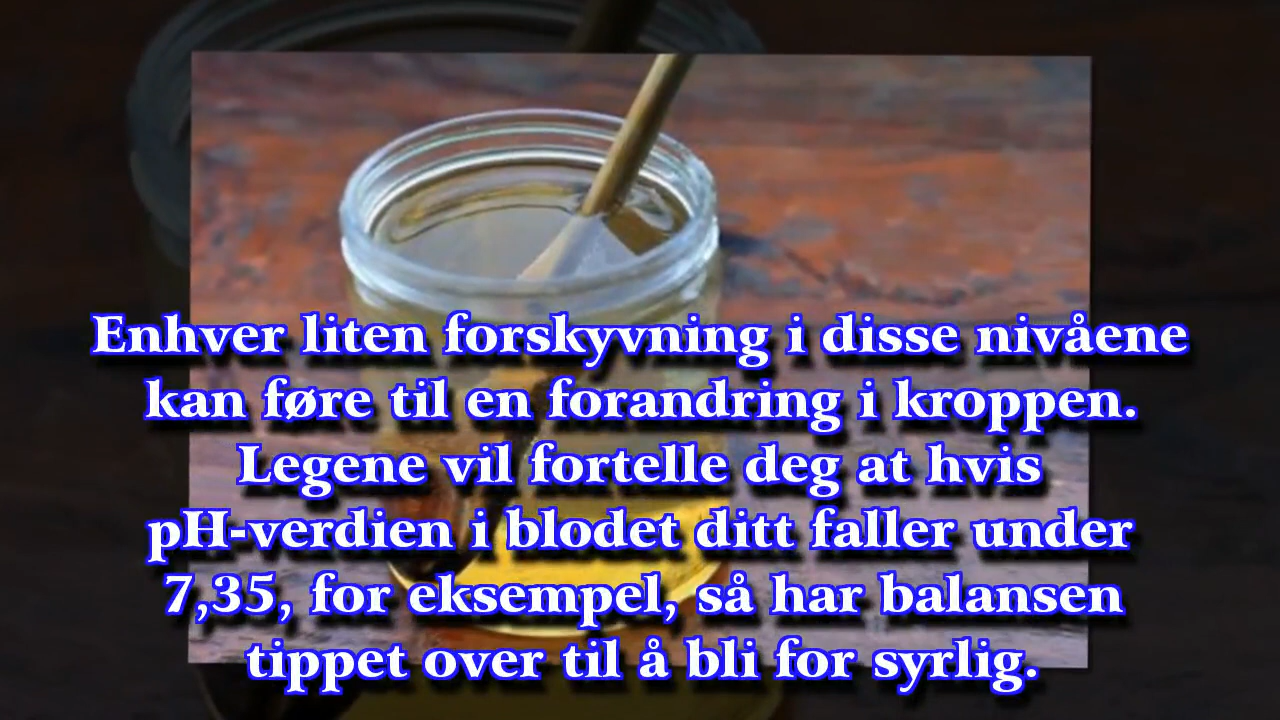 Enhver liten forskyvning i disse nivåene
kan føre til en forandring i kroppen.
Legene vil fortelle deg at hvis
pH-verdien i blodet ditt faller under
7,35, for eksempel, så har balansen
tippet over til å bli for syrlig.